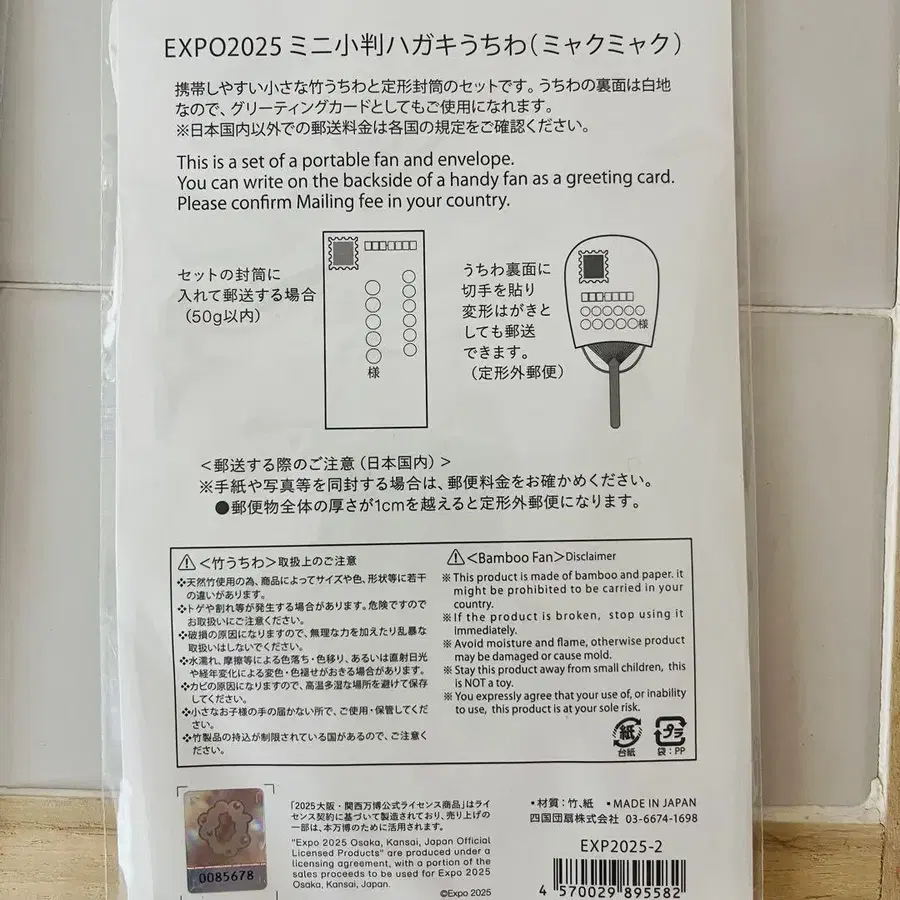 EXPO2025 ミニ小判ハガキうちわ（ミャクミャク）
携帯しやすい小さな竹うちわと定形封筒のセットです。うちわの裏面は白地
なので、グリーティングカードとしてもご使用になれます。
※日本国内以外での郵送料金は各国の規定をご確認ください。
This is a set of a portable fan and envelope.
You can write on the backside of a handy fan as a greeting card.
Please confirm Mailing fee in your country.
セットの封筒に
入れて郵送する場合
（50g以内）
様
うちわ裏面に
切手を貼り
変形はがきと
しても郵送
できます。
（定形外郵便）
様
＜郵送する際のご注意（日本国内）＞
※手紙や写真等を同封する場合は、郵便料金をお確かめください。
●郵便物全体の厚さが1cmを越えると定形外郵便になります。
＜竹うちわ＞取扱上のご注意
❖天然竹使用の為、商品によってサイズや色、形状等に若干
の違いがあります。
❖トゲや割れ等が発生する場合があります。危険ですので
お取扱いにご注意ください。
❖破損の原因になりますので、無理な力を加えたり乱暴な
取扱いはしないでください。
❖水濡れ、摩擦等による色落ち・色移り、あるいは直射日光
や経年変化による変色・色褪せがおきる場合があります。
❖カビの原因になりますので、高温多湿な場所を避けて保存
してください。
❖小さなお子様の手の届かない所で、ご使用・保管してくだ
さい。
❖竹製品の持込が制限されている国があるので、ご注意く
ださい。
＜Bamboo Fan＞Disclaimer
※This product is made of bamboo and paper. it
might be prohibited to be carried in your
country.
※If the product is broken, stop using it
immediately.
※Avoid moisture and flame, otherwise product
may be damaged or cause mold.
※Stay this product away from small children, this
is NOT a toy.
※You expressly agree that your use of, or inability
to use, this product is at your sole risk.
紙
台紙
プラ
袋：PP
0085678
「2025大阪・関西万博公式ライセンス商品」はライ
センス契約に基づいて製造されており、売り上げの
一部は、本万博のために活用されます。
"Expo 2025 Osaka, Kansai, Japan Official
Licensed Products" are produced under a
licensing agreement, with a portion of the
sales proceeds to be used for Expo 2025
Osaka, Kansai, Japan.
©Expo 2025
・材質：竹、紙 ・MADE IN JAPAN
四国団扇株式会社 03-6674-1698
EXP2025-2
4 570029 895582